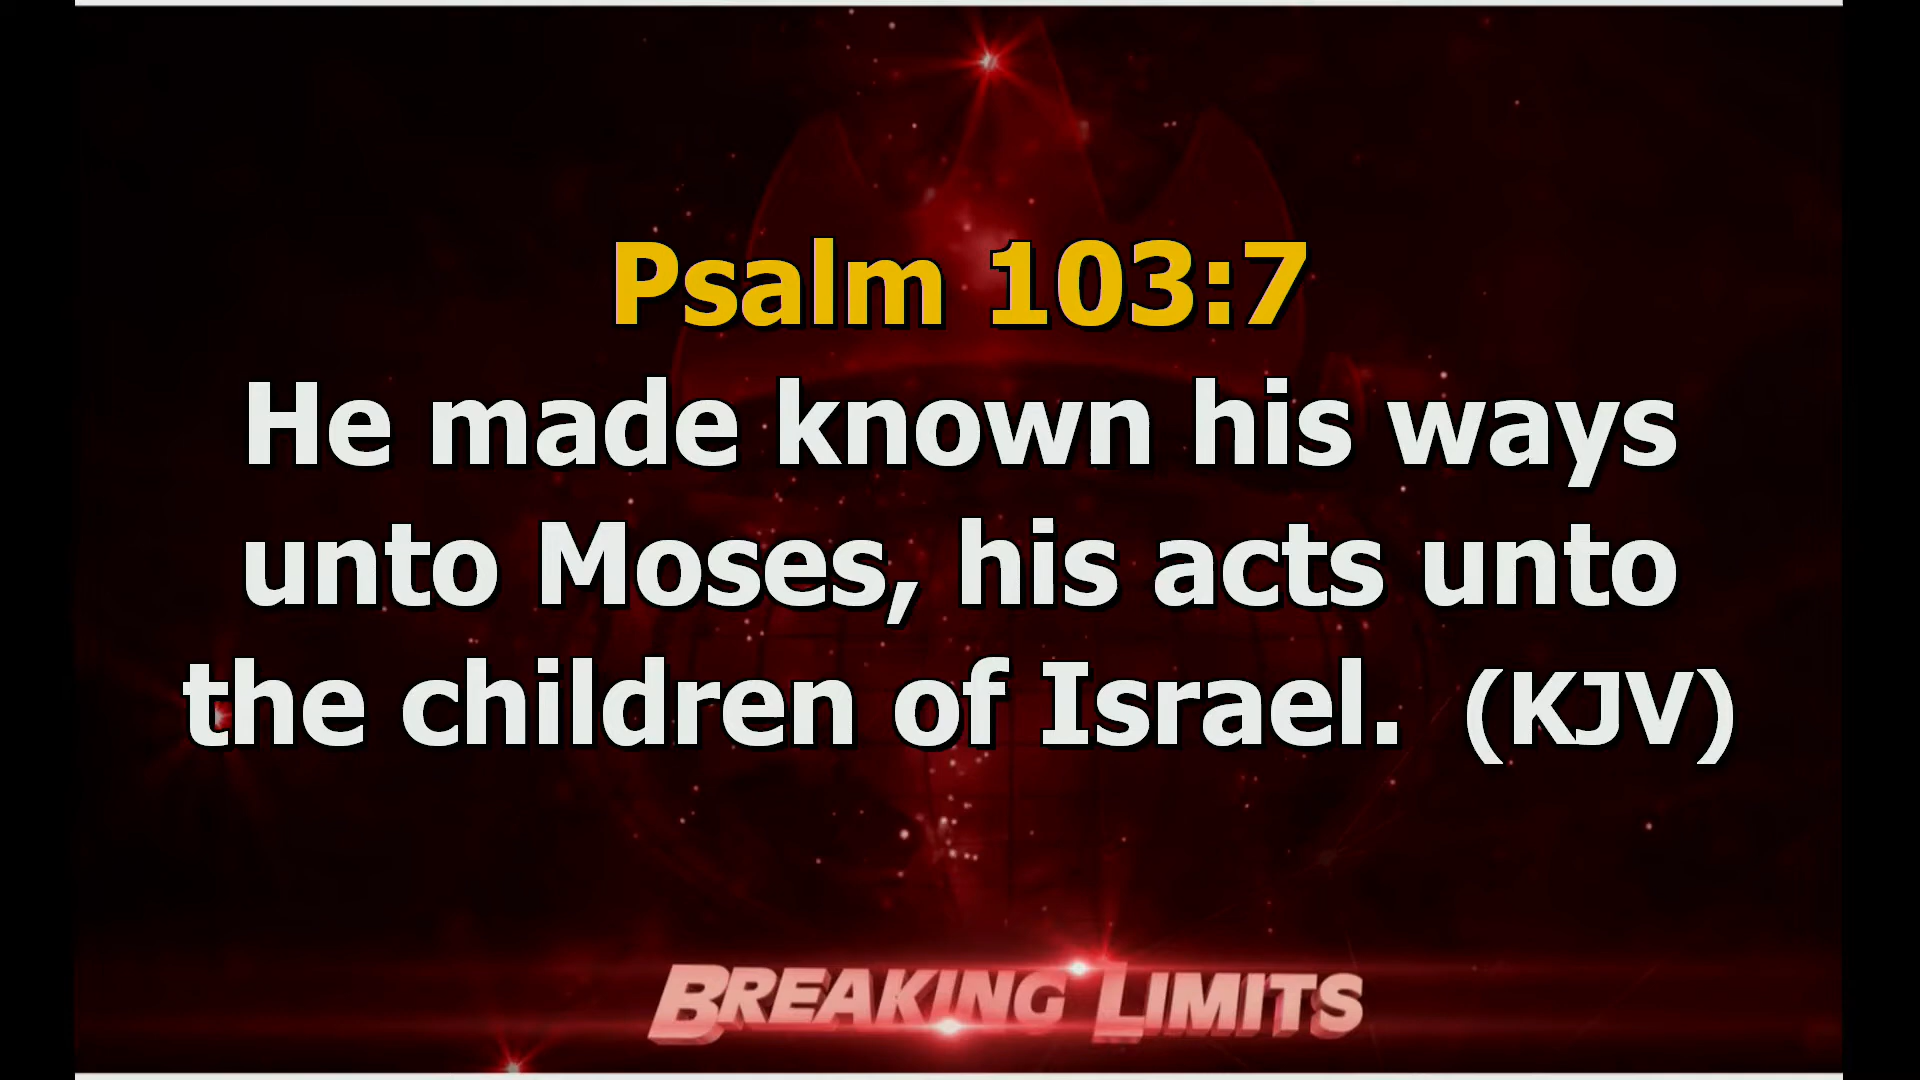 Psalm 103:7
He made known his ways
unto Moses, his acts unto
the children of Israel. (KJV)
BREAKING LIMITS